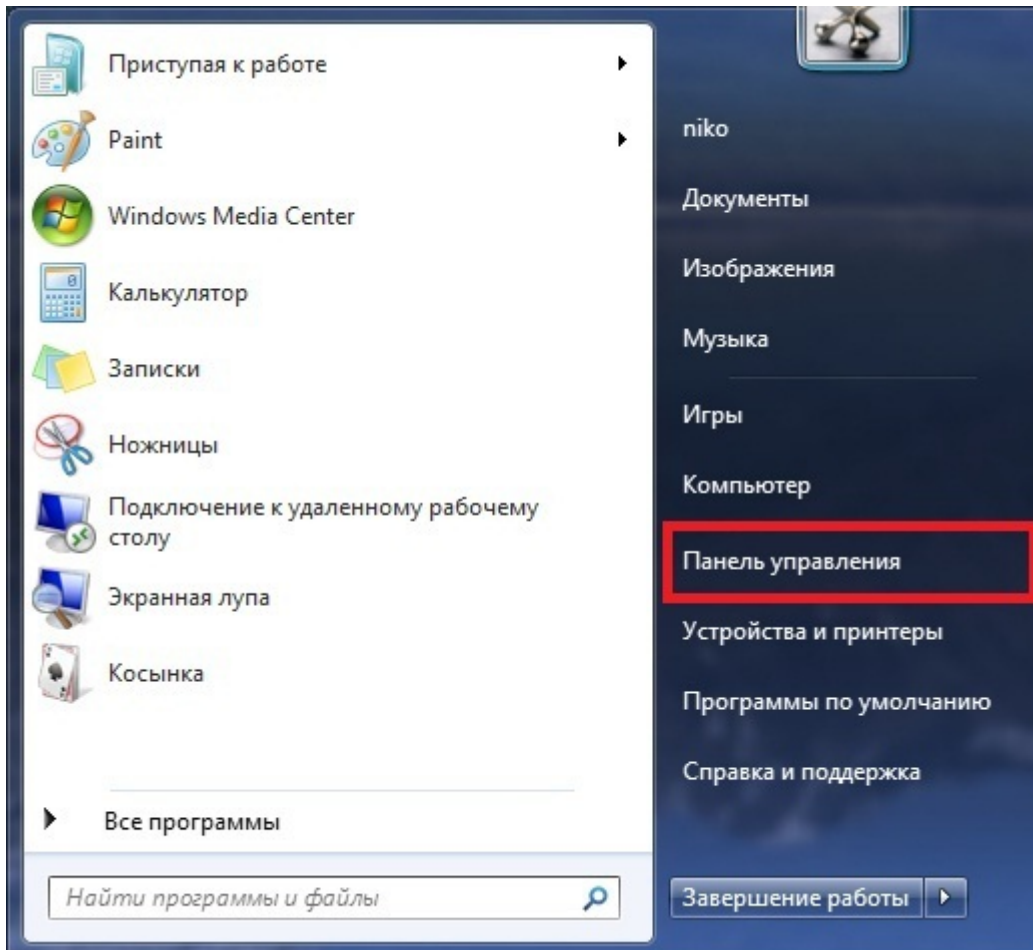 Приступая к работе
Paint
Windows Media Center
Калькулятор
Записки
Ножницы
Подключение к удаленному рабочему
столу
Экранная лупа
Косынка
Все программы
Найти программы и файлы
niko
Документы
Изображения
Музыка
Игры
Компьютер
Панель управления
Устройства и принтеры
Программы по умолчанию
Справка и поддержка
Завершение работы